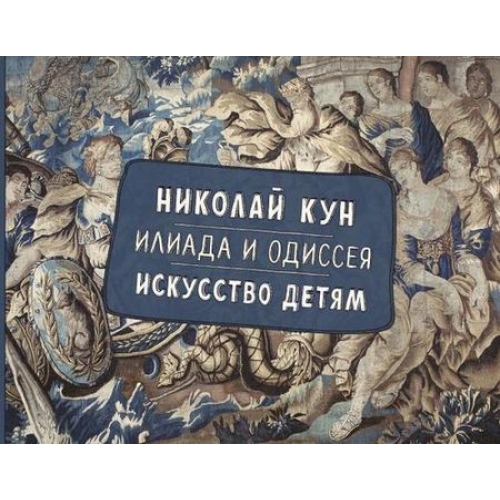 НИКОЛАЙ КУН
ИЛИАДА И ОДИССЕЯ
ИСКУССТВО ДЕТЯМ